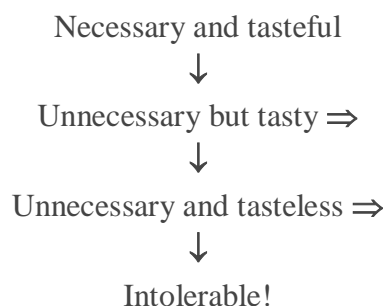 Necessary and tasteful
↓
Unnecessary but tasty ⇒
↓
Unnecessary and tasteless ⇒
↓
Intolerable!